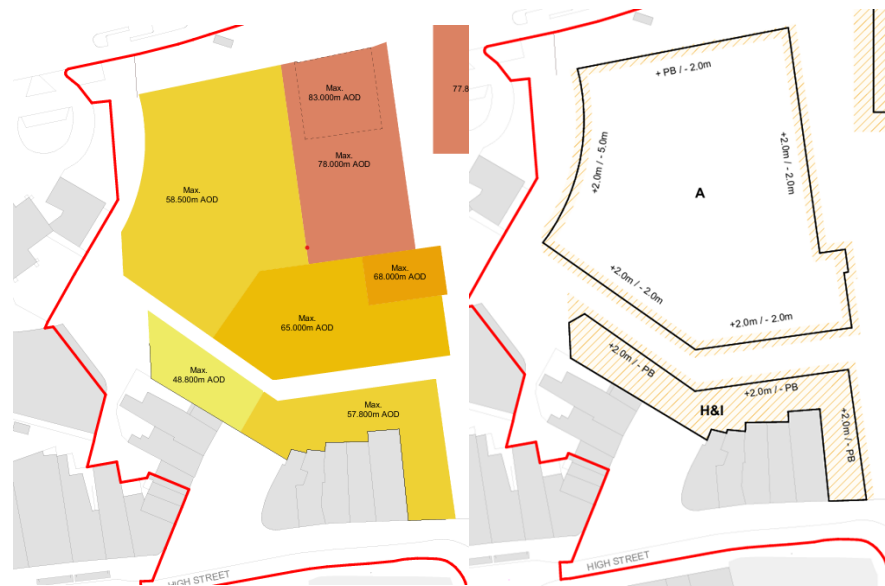 Max.
83.000m AOD
77.8
Max.
78.000m AOD
Max.
58.500m AOD
Max.
68.000m AOD
Max.
65.000m AOD
Max.
48.800m AOD
Max.
57.800m AOD
HIGH STREET
+ PB / - 2.0m
+2.0m / - 5.0m
+2.0m / - 2.0m
A
+2.0m / - 2.0m
+2.0m / - 2.0m
+2.0m / - PB
+2.0m / - PB
H&I
+2.0m / - PB
HIGH STREET